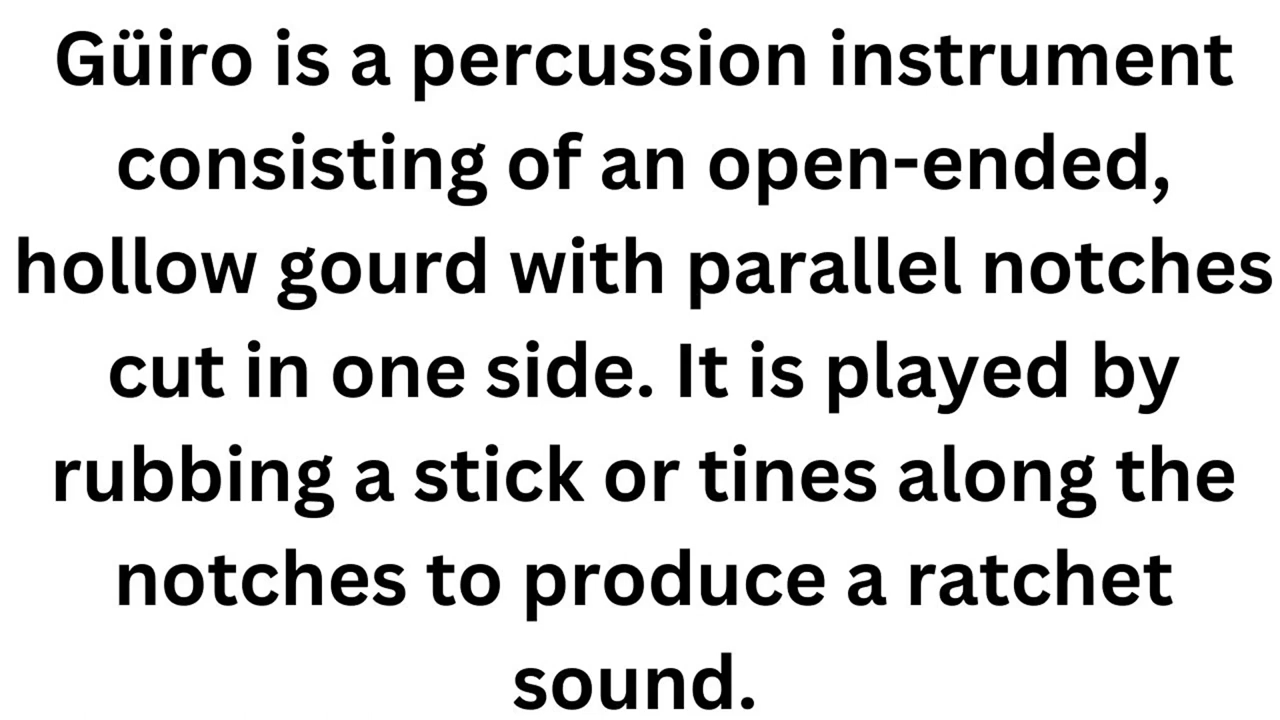 Güiro is a percussion instrument
consisting of an open-ended,
hollow gourd with parallel notches
cut in one side. It is played by
rubbing a stick or tines along the
notches to produce a ratchet
sound.